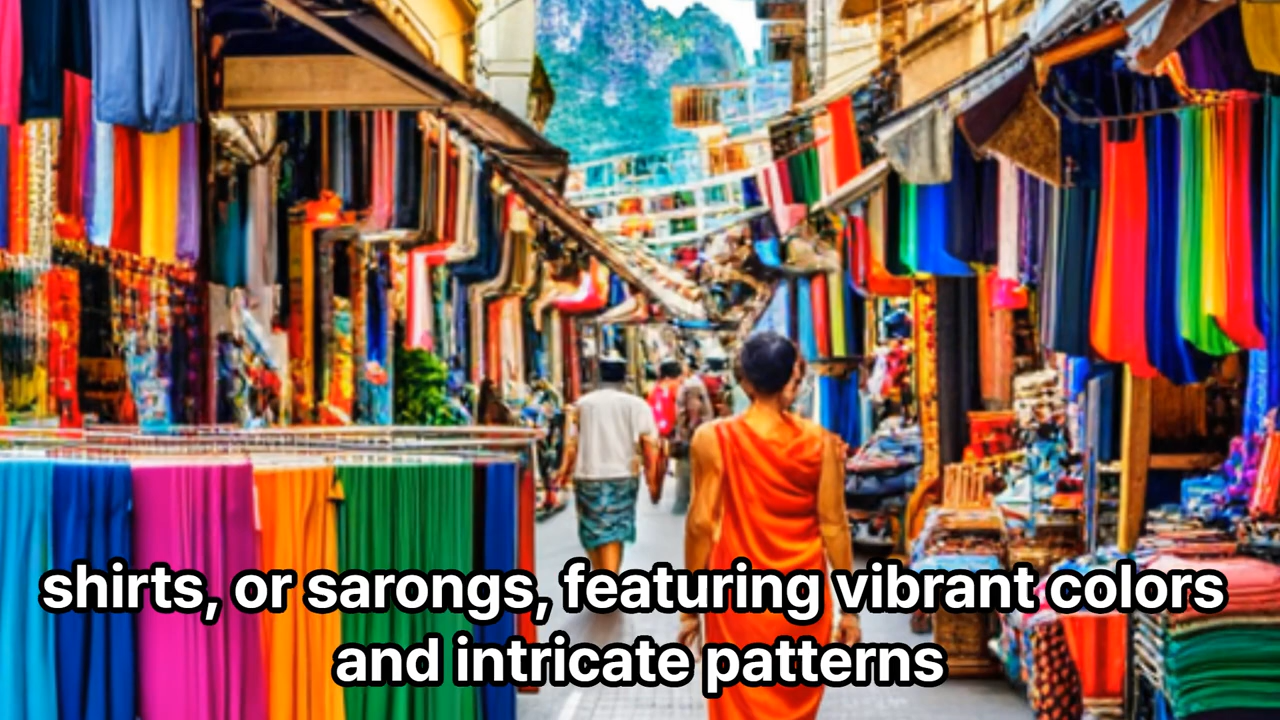 shirts, or sarongs, featuring vibrant colors
and intricate patterns